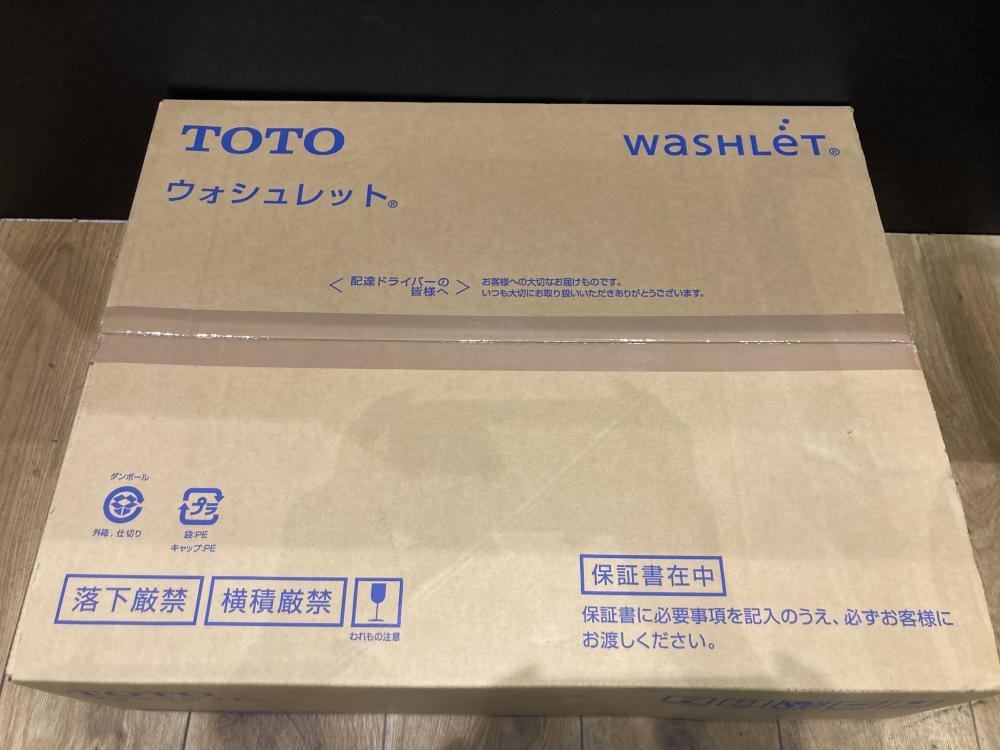 TOTO
WASHLET®
ウォシュレット®
＜配達ドライバーの皆様へ＞
お客様への大切なお届けものです。
いつも大切にお取り扱いいただきありがとうございます。
ダンボール
外箱，仕切り
プラ
袋:PE
キャップ:PE
落下厳禁
横積厳禁
われもの注意
保証書在中
保証書に必要事項を記入のうえ、必ずお客様に
お渡しください。
TOTO